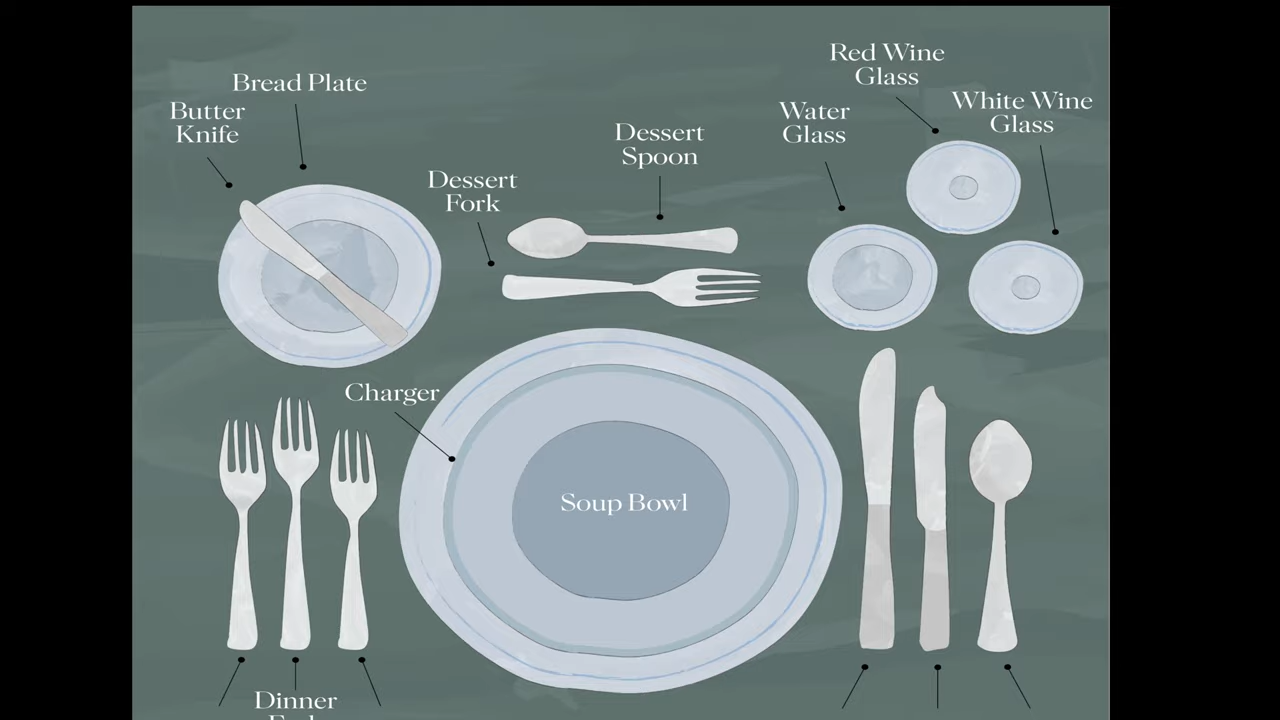 Bread Plate
Butter
Knife
Dessert
Fork
Dessert
Spoon
Water
Glass
Red Wine
Glass
White Wine
Glass
Charger
Soup Bowl
Dinner